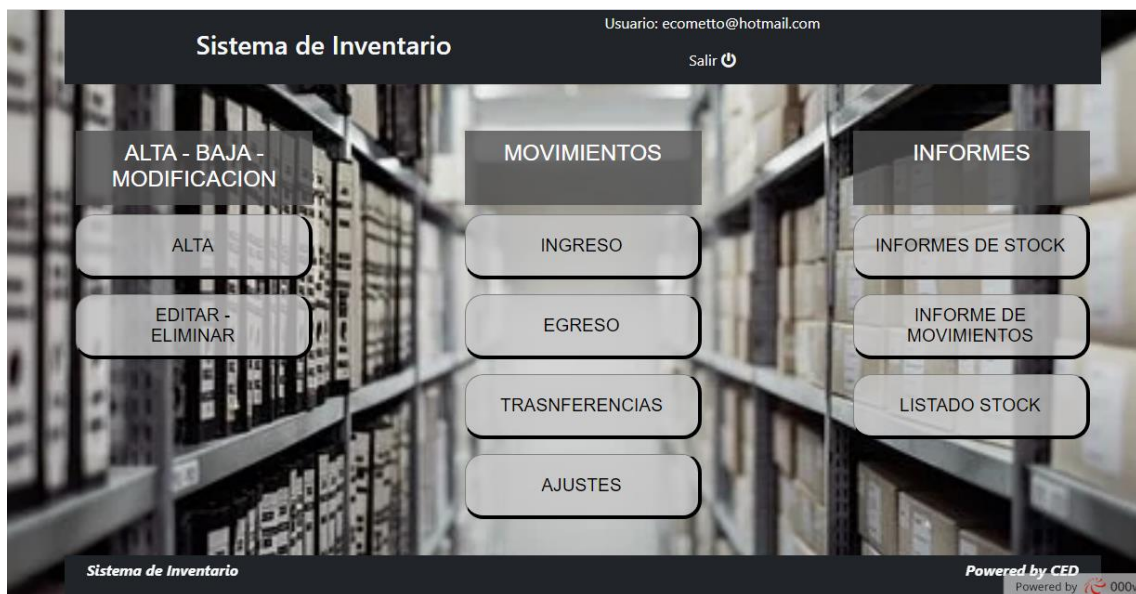 Sistema de Inventario
Usuario: ecometto@hotmail.com
Salir
ALTA - BAJA -
MODIFICACION
ALTA
EDITAR -
ELIMINAR
MOVIMIENTOS
INGRESO
EGRESO
TRASNFERENCIAS
AJUSTES
INFORMES
INFORMES DE STOCK
INFORME DE
MOVIMIENTOS
LISTADO STOCK
Sistema de Inventario
Powered by CED
Powered by